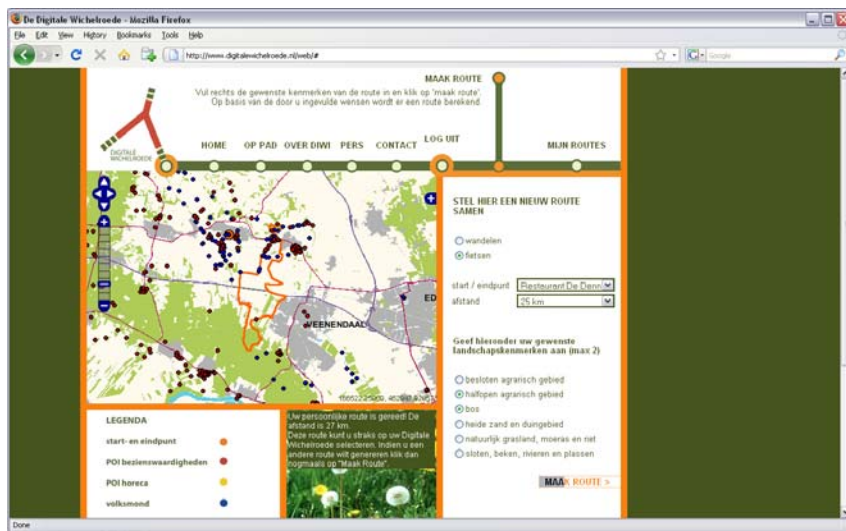 De Digitale Wichelroede - Mozilla Firefox
File Edit View History Bookmarks Tools Help
http://www.digitalewichelroede.nl/web/#
Google
MAAK ROUTE
Vul rechts de gewenste kenmerken van de route in en klik op 'maak route'.
Op basis van de door u ingevulde wensen wordt er een route berekend.
DIGITALE
WICHELROEDE
HOME OP PAD OVER DIWI PERS CONTACT LOG UIT MIJN ROUTES
VEENENDAAL
ED
STEL HIER EEN NIEUW ROUTE
SAMEN
wandelen
fietsen
start / eindpunt Restaurant De Denn
afstand 25 km
Geef hieronder uw gewenste
landschapskenmerken aan (max 2)
besloten agrarisch gebied
halfopen agrarisch gebied
bos
heide zand en duingebied
natuurlijk grasland, moeras en riet
sloten, beken, rivieren en plassen
MAAK ROUTE >
LEGENDA
start- en eindpunt
POI bezienswaardigheden
POI horeca
volksmond
Uw persoonlijke route is gereed! De
afstand is 27 km.
Deze route kunt u straks op uw Digitale
Wichelroede selecteren. Indien u een
andere route wilt genereren klik dan
nogmaals op "Maak Route".
Done